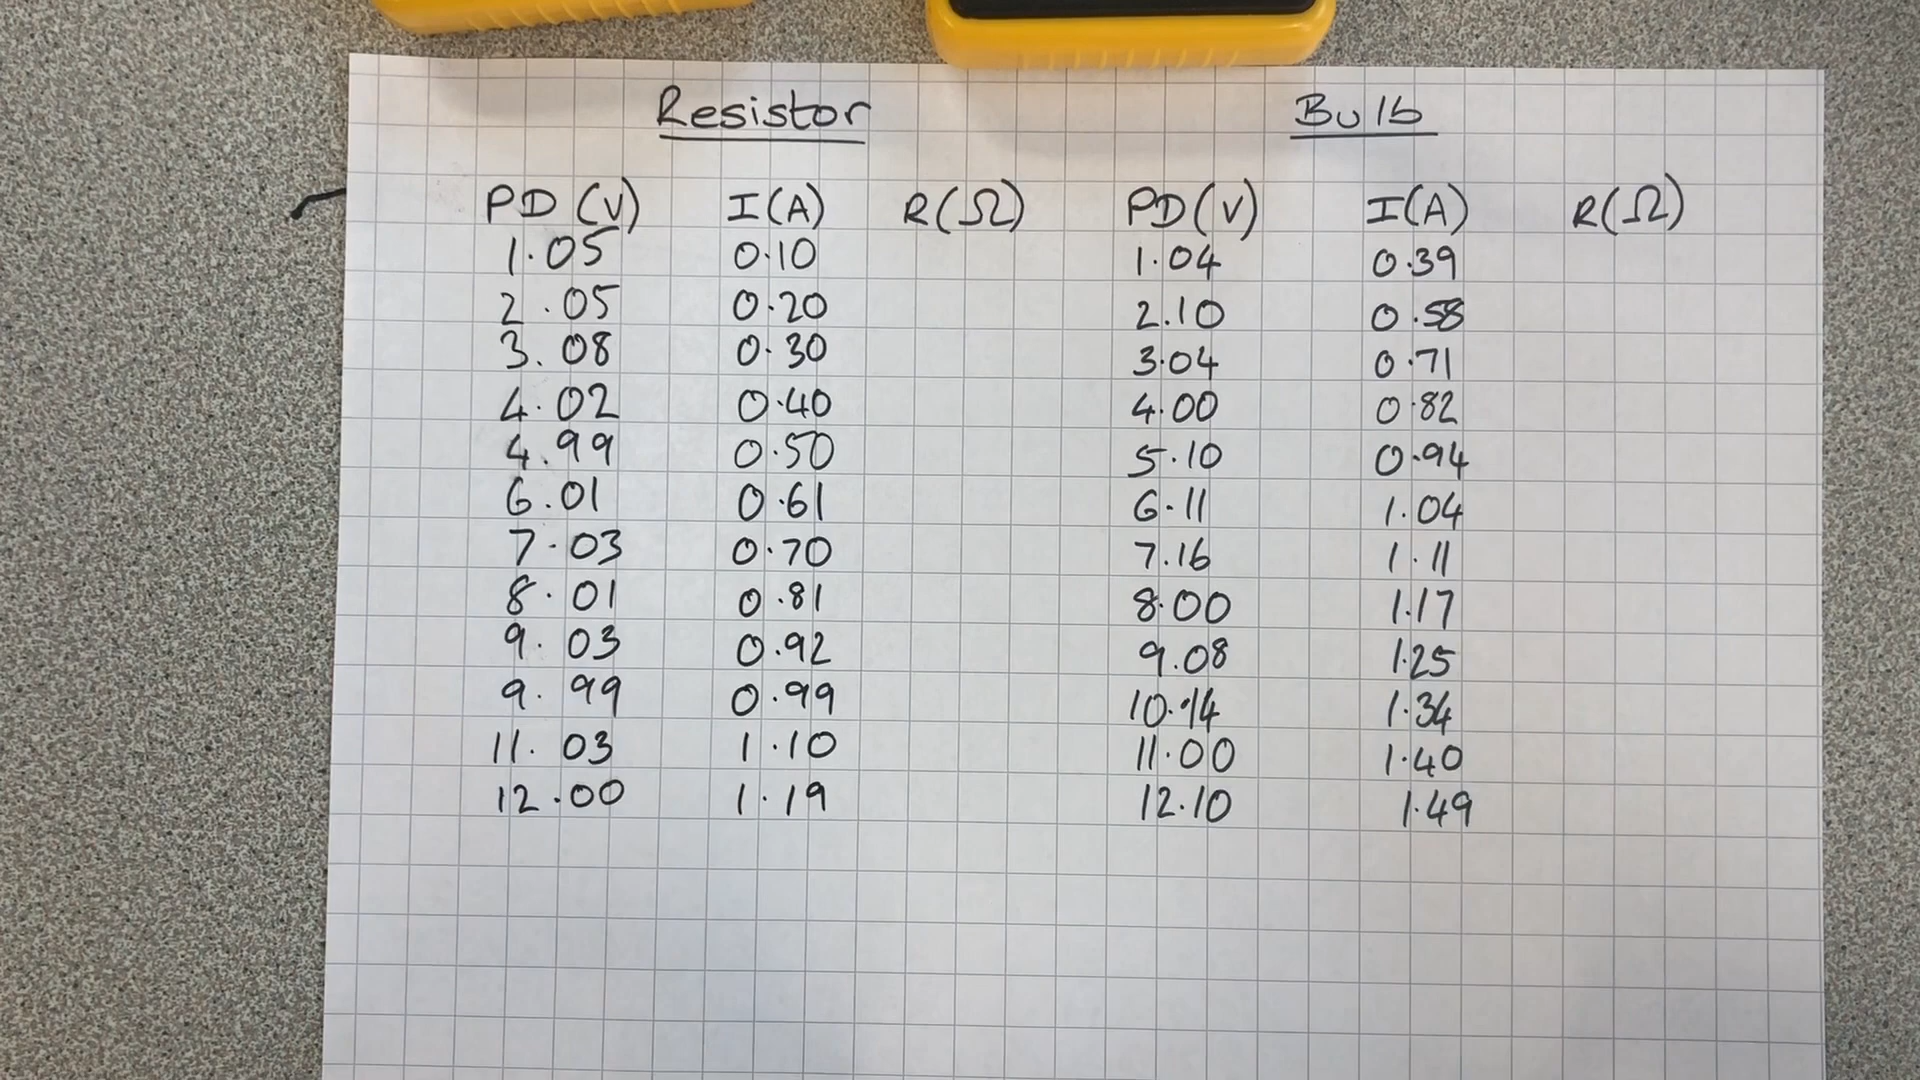 Resistor Bulb
PD (V) I(A) R(Ω) PD(V) I(A) R(Ω)
1.05 0.10 1.04 0.39
2.05 0.20 2.10 0.58
3.08 0.30 3.04 0.71
4.02 0.40 4.00 0.82
4.99 0.50 5.10 0.94
6.01 0.61 6.11 1.04
7.03 0.70 7.16 1.11
8.01 0.81 8.00 1.17
9.03 0.92 9.08 1.25
9.99 0.99 10.14 1.34
11.03 1.10 11.00 1.40
12.00 1.19 12.10 1.49